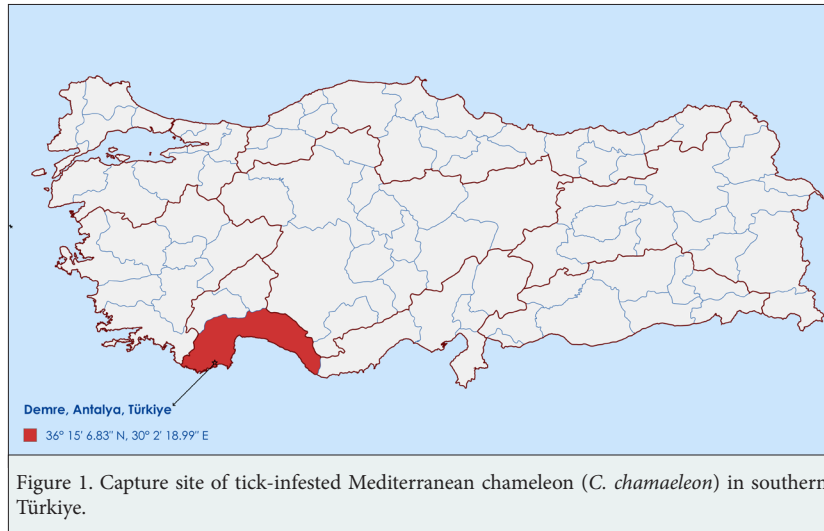 Demre, Antalya, Türkiye
36° 15' 6.83" N, 30° 2' 18.99" E
Figure 1. Capture site of tick-infested Mediterranean chameleon (C. chamaeleon) in southern
Türkiye.